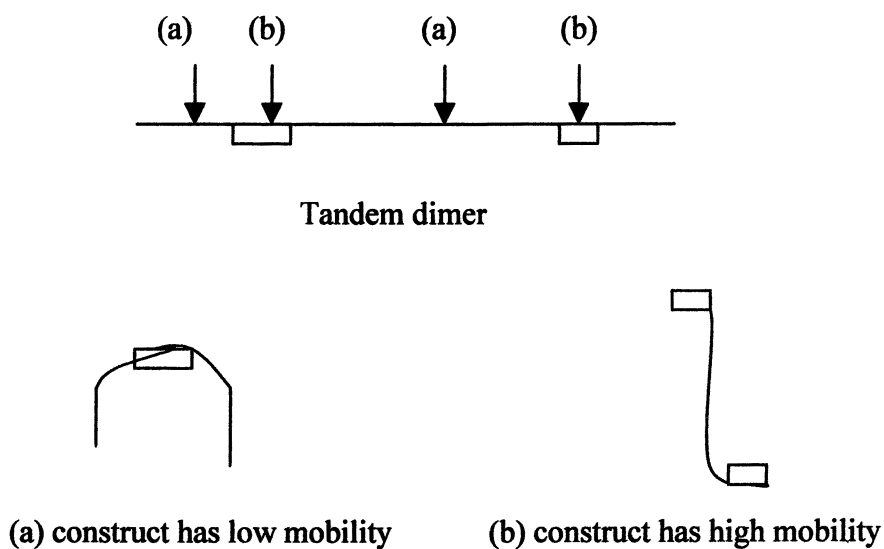 (a) (b) (a) (b)
Tandem dimer
(a) construct has low mobility (b) construct has high mobility